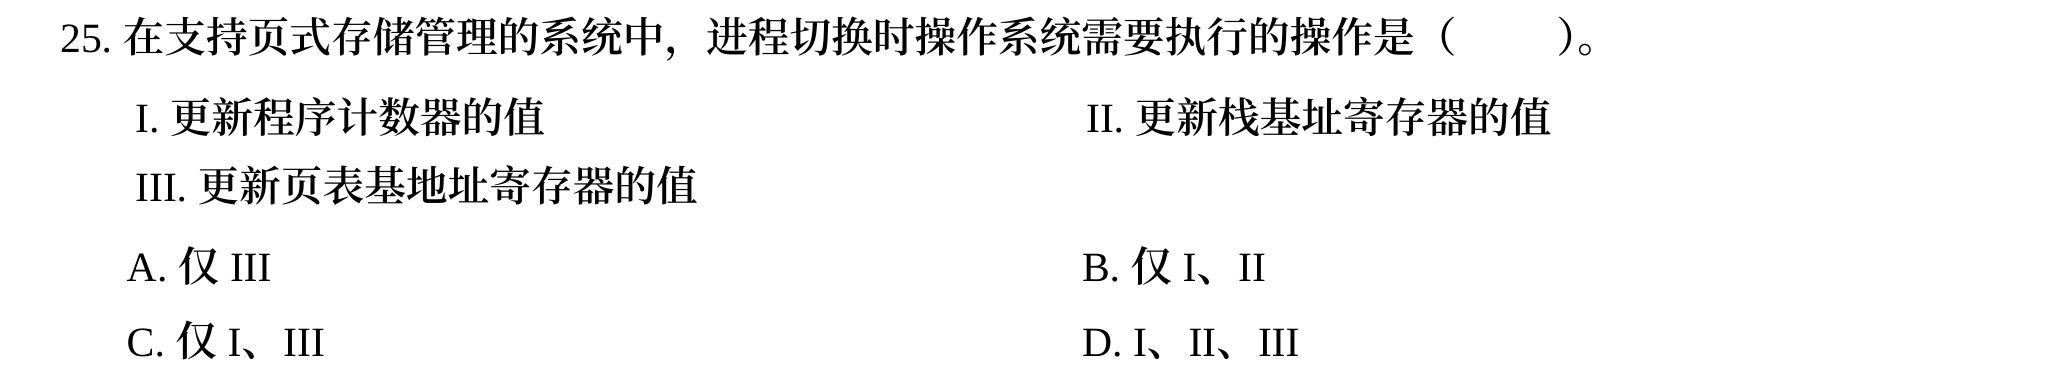 25. 在支持页式存储管理的系统中，进程切换时操作系统需要执行的操作是（　　）。
I. 更新程序计数器的值 II. 更新栈基址寄存器的值
III. 更新页表基地址寄存器的值
A. 仅 III B. 仅 I、II
C. 仅 I、III D. I、II、III